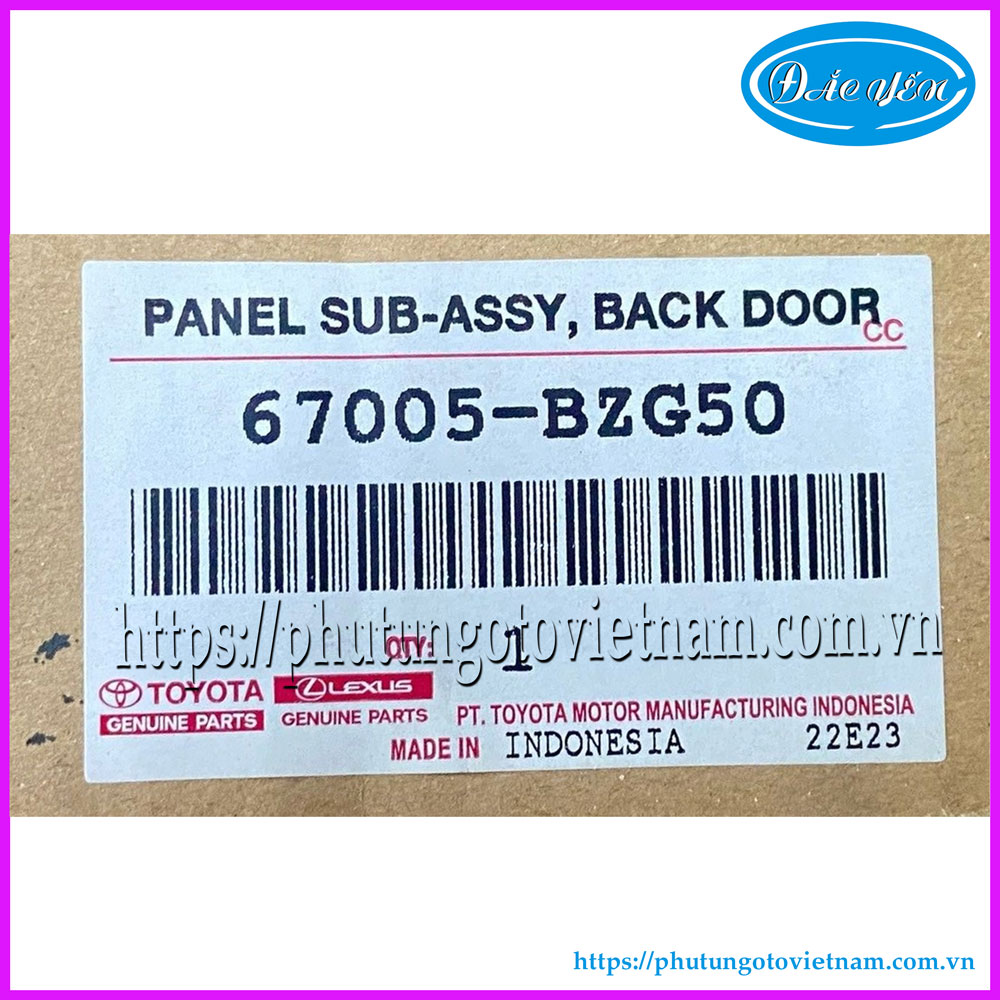 ĐẮC YẾN
PANEL SUB-ASSY, BACK DOOR
CC
67005-BZG50
https://phutungotovietnam.com.vn
QTY: 1
TOYOTA LEXUS
GENUINE PARTS GENUINE PARTS PT. TOYOTA MOTOR MANUFACTURING INDONESIA
MADE IN INDONESIA 22E23
https://phutungotovietnam.com.vn